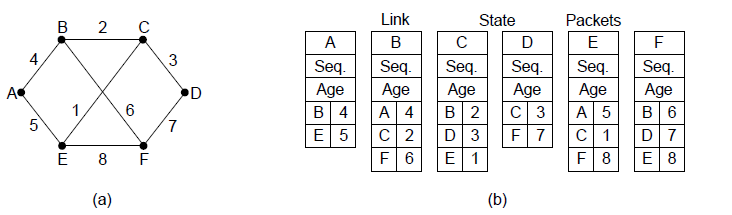 B 2 C
4 3
A 1 6 D
5 7
E 8 F
(a)
Link State Packets
A B C D E F
Seq. Seq. Seq. Seq. Seq. Seq.
Age Age Age Age Age Age
B 4 A 4 B 2 C 3 A 5 B 6
E 5 C 2 D 3 F 7 C 1 D 7
F 6 E 1 F 8 E 8
(b)